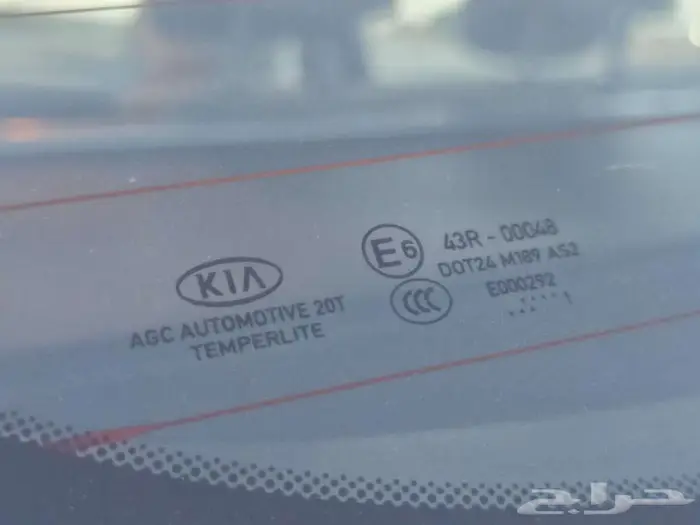 KIA
AGC AUTOMOTIVE 20T
TEMPERLITE
E6
43R - 00048
DOT24 M189 AS2
CCC
E000292
حراج